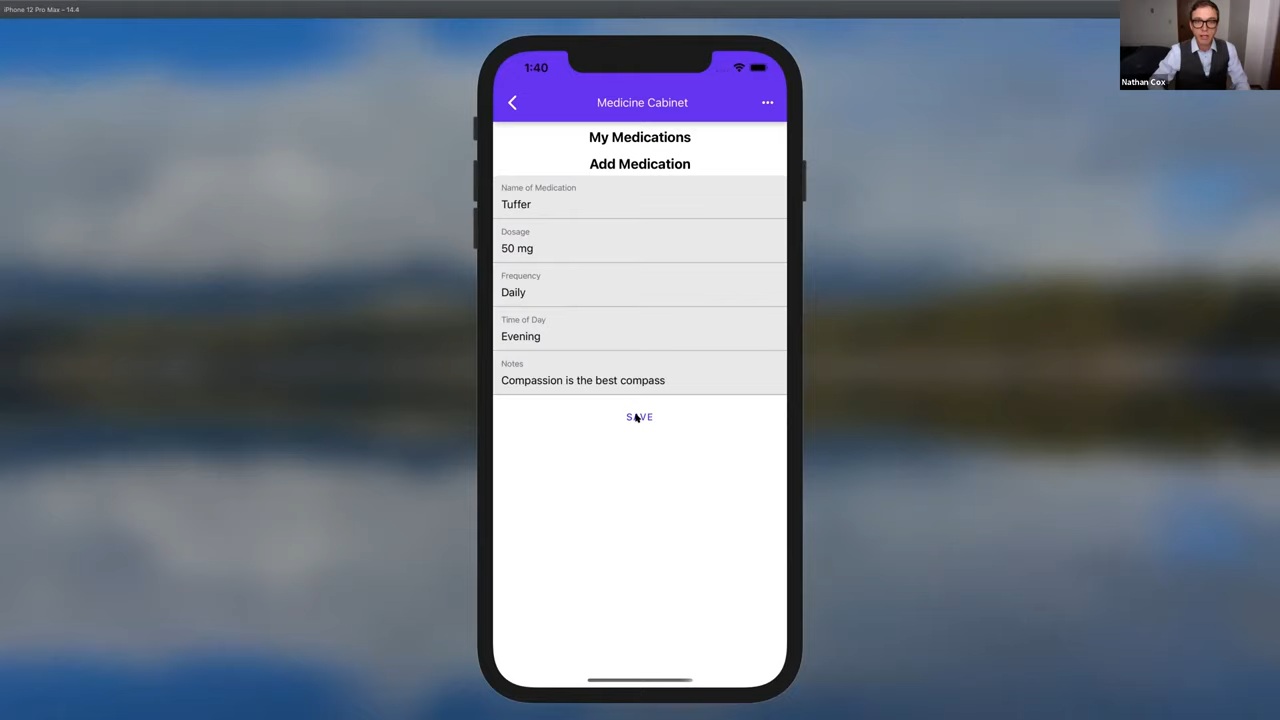 iPhone 12 Pro Max – 14.4
Nathan Cox
1:40
Medicine Cabinet
My Medications
Add Medication
Name of Medication
Tuffer
Dosage
50 mg
Frequency
Daily
Time of Day
Evening
Notes
Compassion is the best compass
SAVE